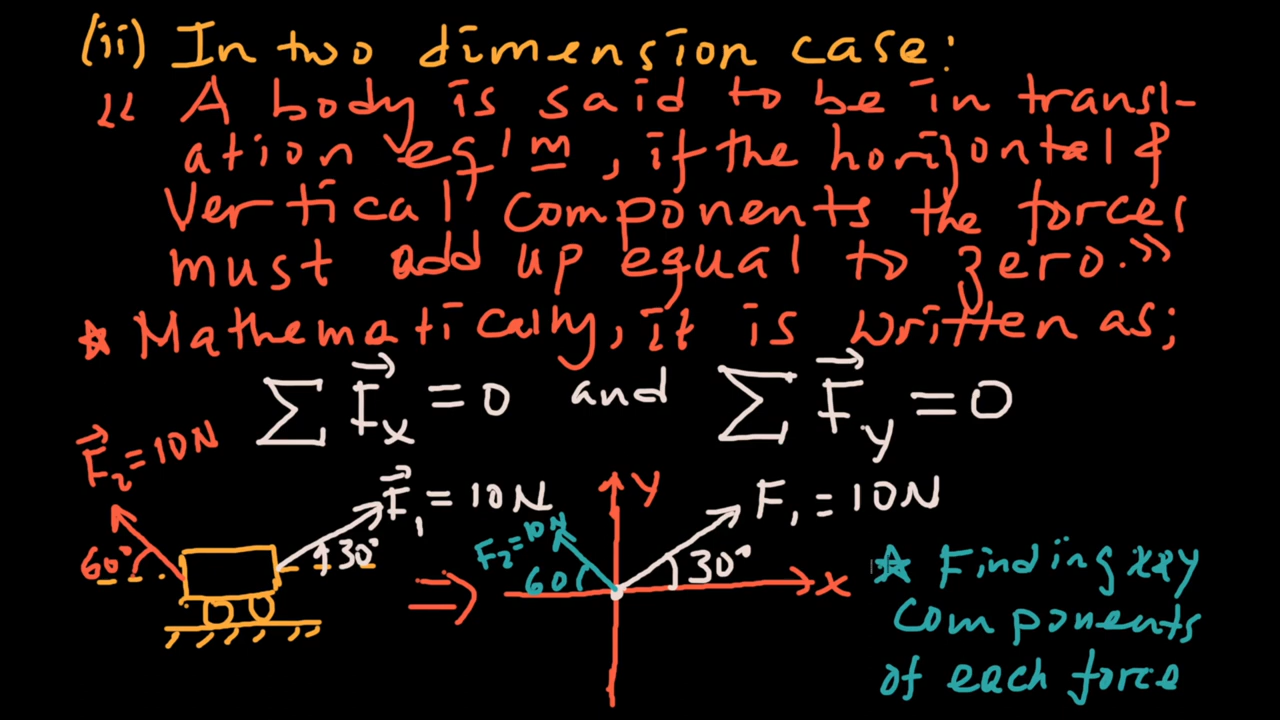 (ii) In two dimension case:
“ A body is said to be in transl-
ation eqlm, if the horizontal &
Vertical components the forces
must add up equal to zero.”
☆ Mathematically, it is written as;
∑F⃗x = 0 and ∑F⃗y = 0
F⃗2 = 10N
60°
F⃗1 = 10N
30°
⇒
y
F2=10N
60°
F1 = 10N
30°
x
☆ Finding x&y
components
of each force